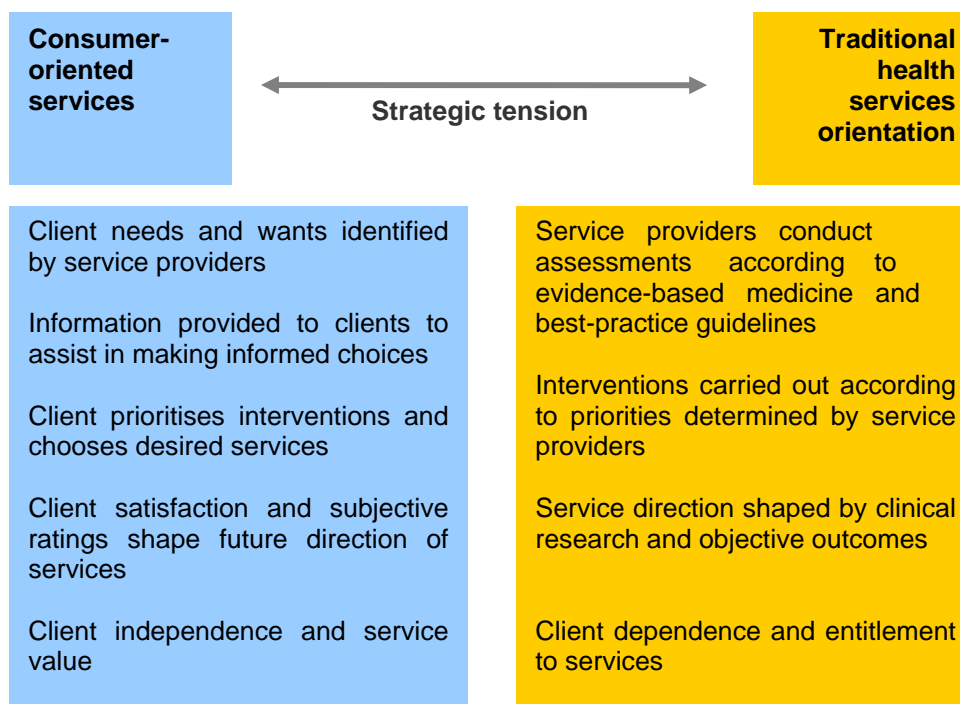 Consumer-
oriented
services
Strategic tension
Traditional
health
services
orientation
Client needs and wants identified
by service providers
Information provided to clients to
assist in making informed choices
Client prioritises interventions and
chooses desired services
Client satisfaction and subjective
ratings shape future direction of
services
Client independence and service
value
Service providers conduct
assessments according to
evidence-based medicine and
best-practice guidelines
Interventions carried out according
to priorities determined by service
providers
Service direction shaped by clinical
research and objective outcomes
Client dependence and entitlement
to services